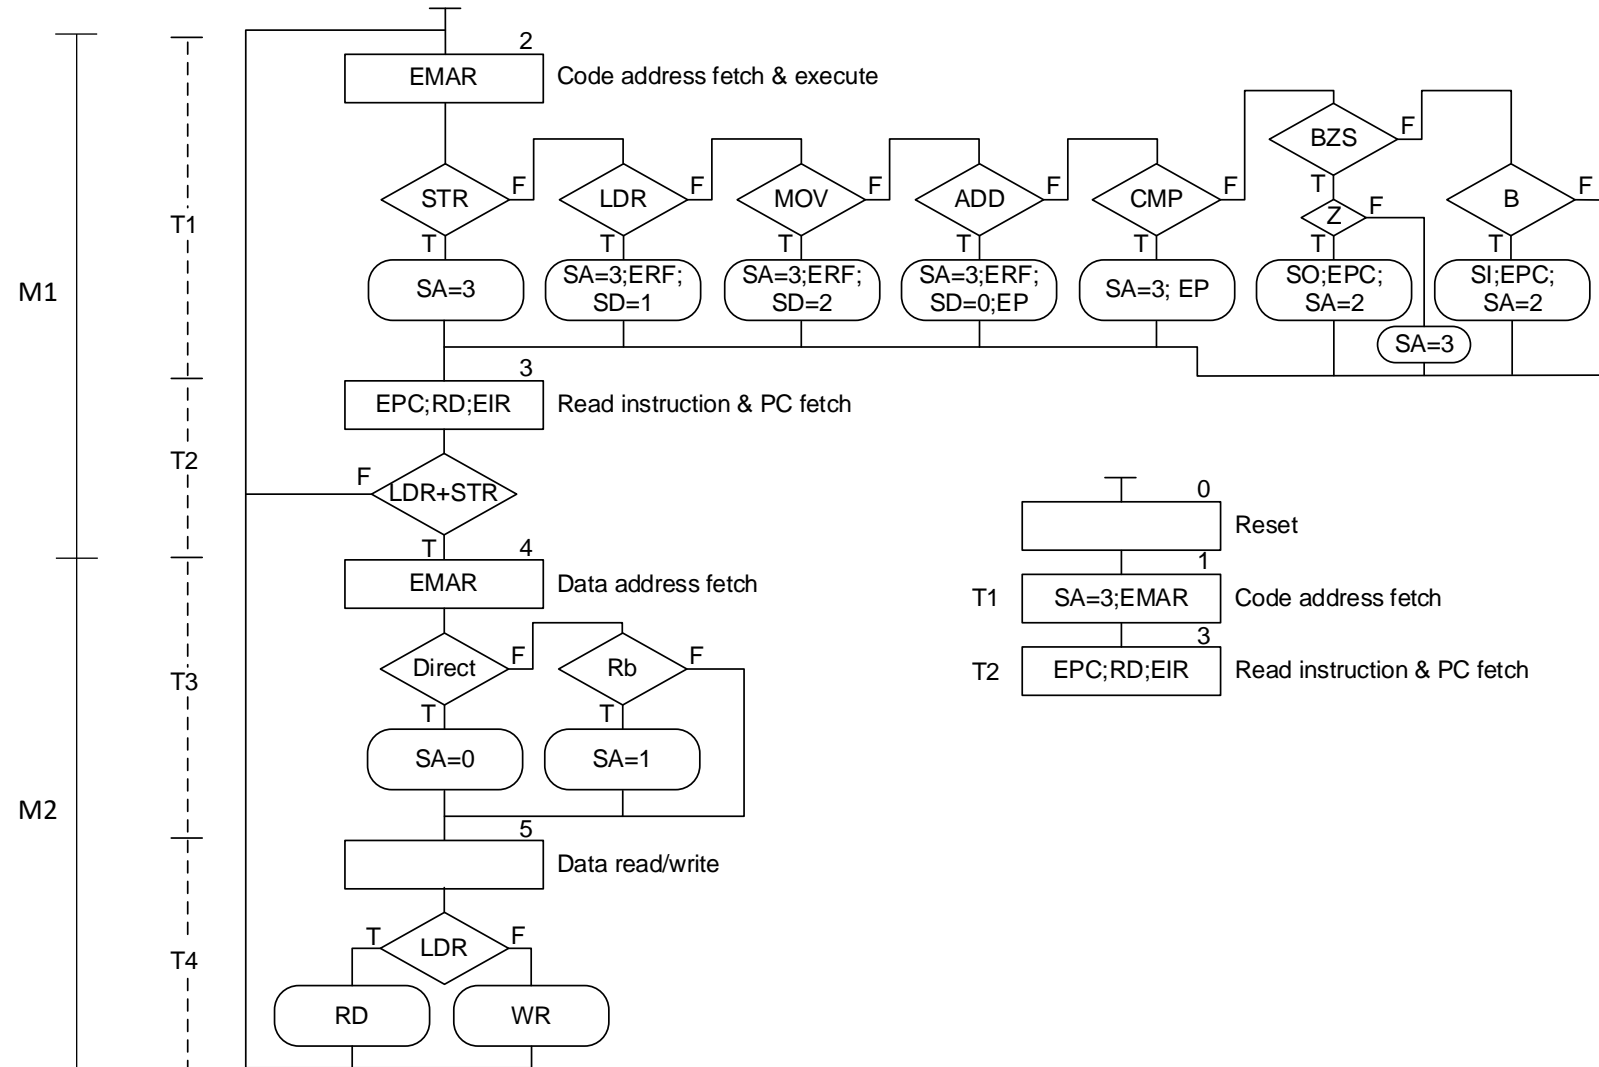 2
EMAR
Code address fetch & execute
M1
T1
STR
F
T
SA=3
LDR
F
T
SA=3;ERF;
SD=1
MOV
F
T
SA=3;ERF;
SD=2
ADD
F
T
SA=3;ERF;
SD=0;EP
CMP
F
T
SA=3; EP
BZS
F
T
Z
F
T
SO;EPC;
SA=2
SA=3
B
F
T
SI;EPC;
SA=2
3
EPC;RD;EIR
Read instruction & PC fetch
T2
F
LDR+STR
T
4
EMAR
Data address fetch
M2
T3
Direct
F
T
SA=0
Rb
F
T
SA=1
5
Data read/write
T4
T
LDR
F
RD
WR
0
Reset
1
T1
SA=3;EMAR
Code address fetch
3
T2
EPC;RD;EIR
Read instruction & PC fetch